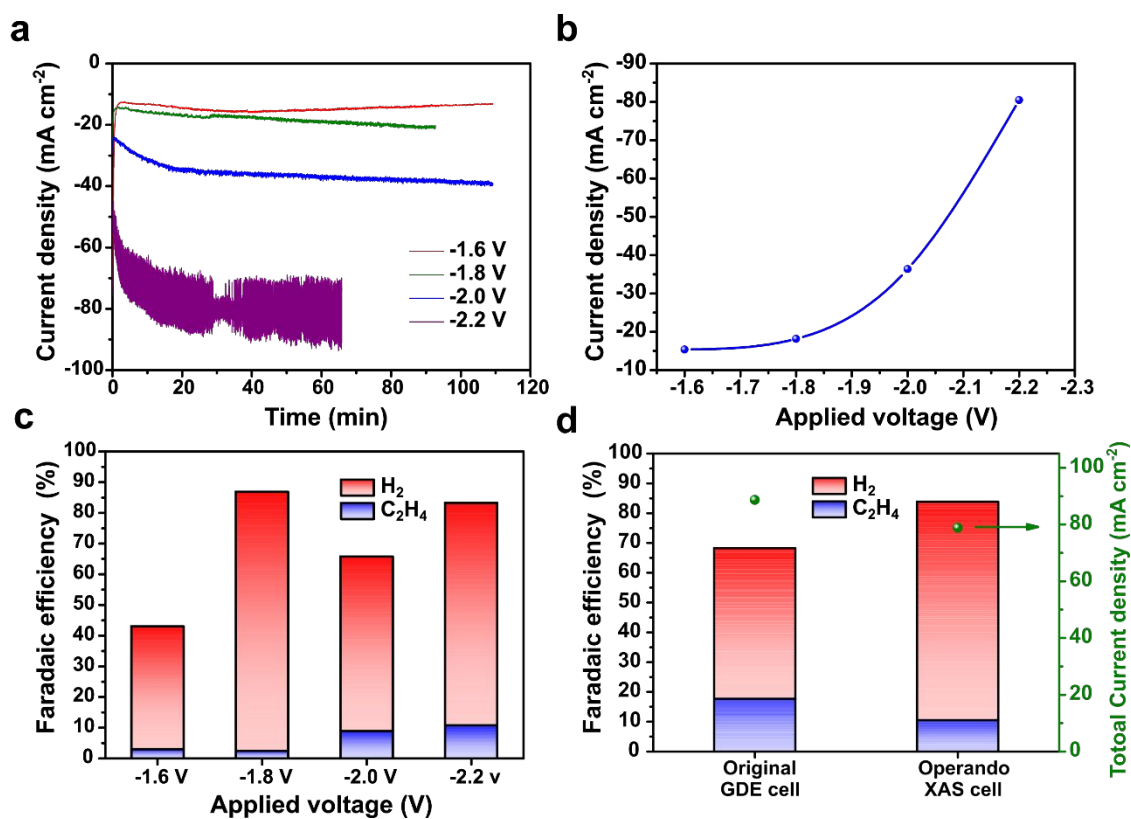 a
0
-20
-40
-60
-80
-100
Current density (mA cm⁻²)
-1.6 V
-1.8 V
-2.0 V
-2.2 V
0 20 40 60 80 100 120
Time (min)
b
-90
-80
-70
-60
-50
-40
-30
-20
-10
Current density (mA cm⁻²)
-1.6 -1.7 -1.8 -1.9 -2.0 -2.1 -2.2 -2.3
Applied voltage (V)
c
100
90
80
70
60
50
40
30
20
10
0
Faradaic efficiency (%)
H₂
C₂H₄
-1.6 V -1.8 V -2.0 V -2.2 v
Applied voltage (V)
d
100
90
80
70
60
50
40
30
20
10
0
Faradaic efficiency (%)
H₂
C₂H₄
Original
GDE cell
Operando
XAS cell
100
80
60
40
20
0
Totoal Current density (mA cm⁻²)